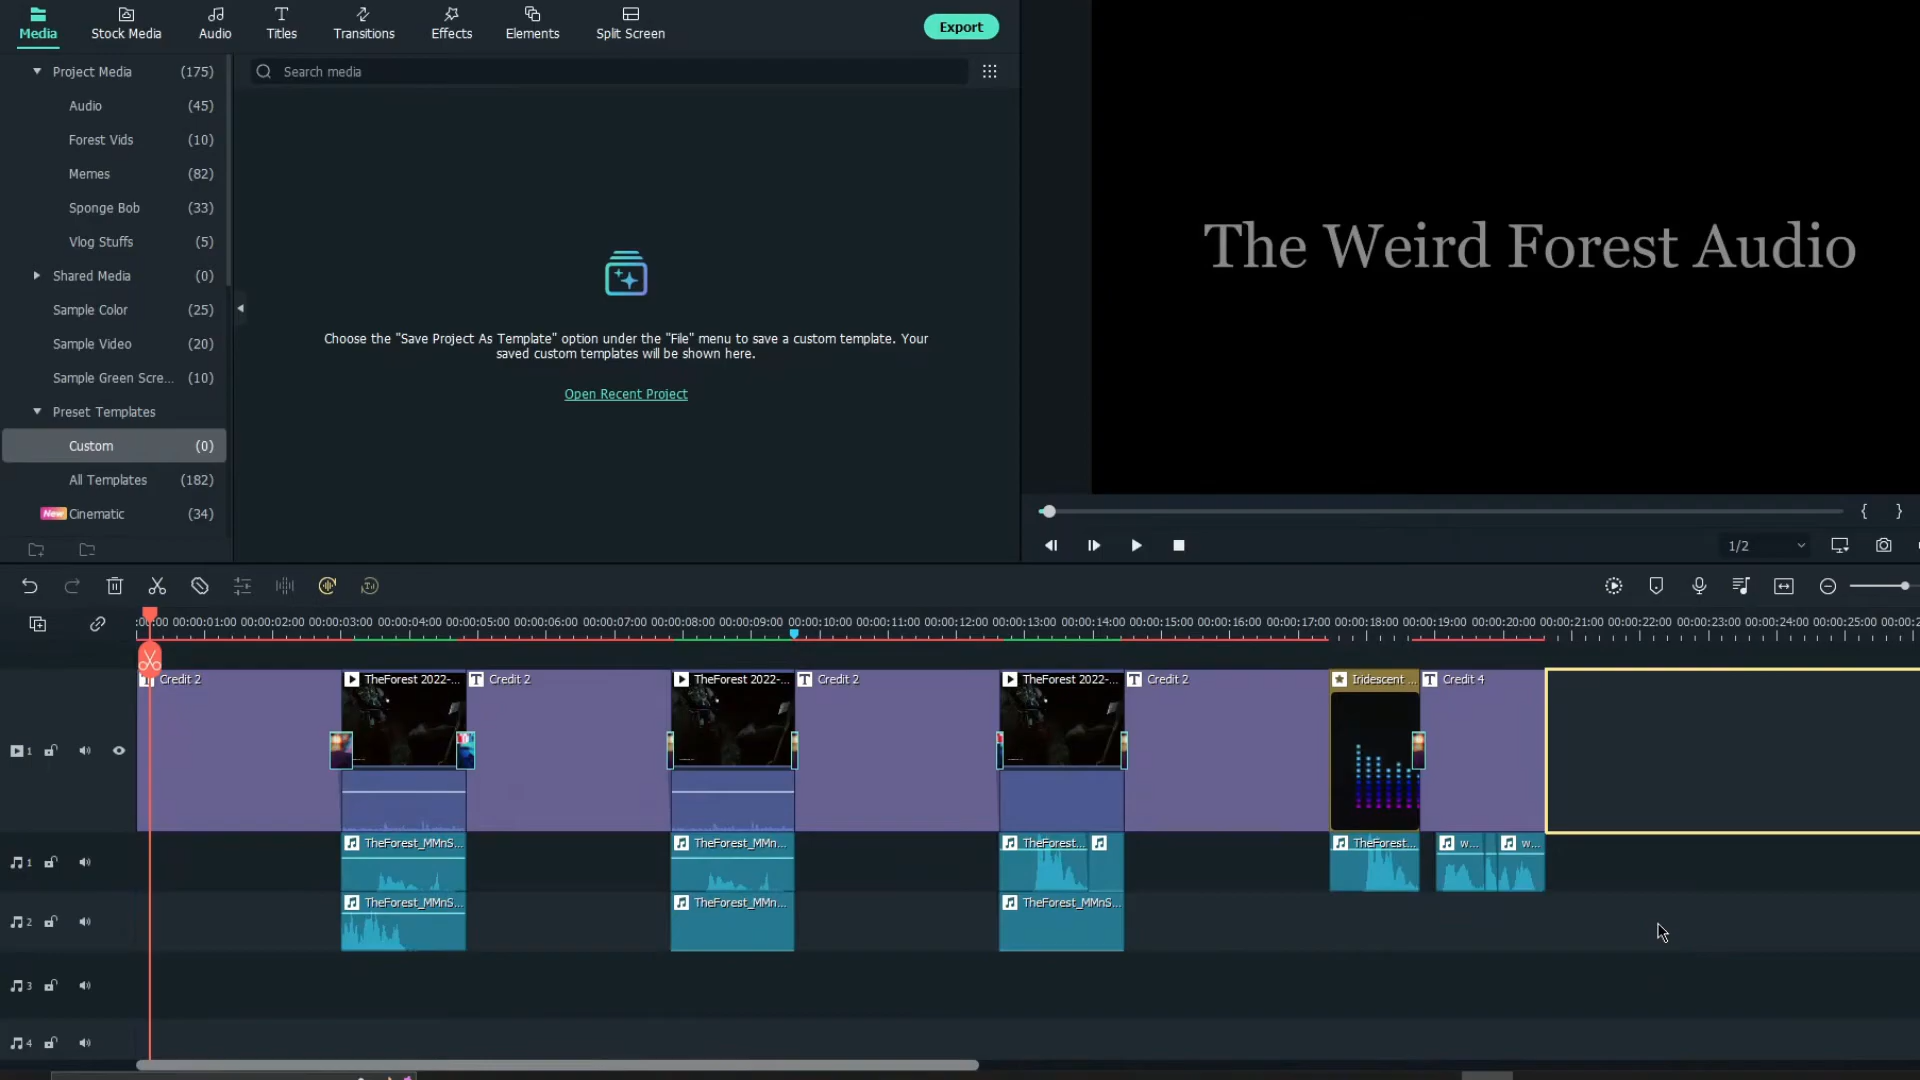 Media
Stock Media
Audio
Titles
Transitions
Effects
Elements
Split Screen
Export
Project Media (175)
Audio (45)
Forest Vids (10)
Memes (82)
Sponge Bob (33)
Vlog Stuffs (5)
Shared Media (0)
Sample Color (25)
Sample Video (20)
Sample Green Scre... (10)
Preset Templates
Custom (0)
All Templates (182)
New Cinematic (34)
Search media
Choose the "Save Project As Template" option under the "File" menu to save a custom template. Your
saved custom templates will be shown here.
Open Recent Project
The Weird Forest Audio
{ }
1/2
:00:00 00:00:01:00 00:00:02:00 00:00:03:00 00:00:04:00 00:00:05:00 00:00:06:00 00:00:07:00 00:00:08:00 00:00:09:00 00:00:10:00 00:00:11:00 00:00:12:00 00:00:13:00 00:00:14:00 00:00:15:00 00:00:16:00 00:00:17:00 00:00:18:00 00:00:19:00 00:00:20:00 00:00:21:00 00:00:22:00 00:00:23:00 00:00:24:00 00:00:25:00
Credit 2 TheForest 2022-... Credit 2 TheForest 2022-... Credit 2 TheForest 2022-... Credit 2 Iridescent ... Credit 4
1
TheForest_MMnS... TheForest_MMn... TheForest... TheForest... w... w...
1
TheForest_MMnS... TheForest_MMn... TheForest_MMnS...
2
3
4